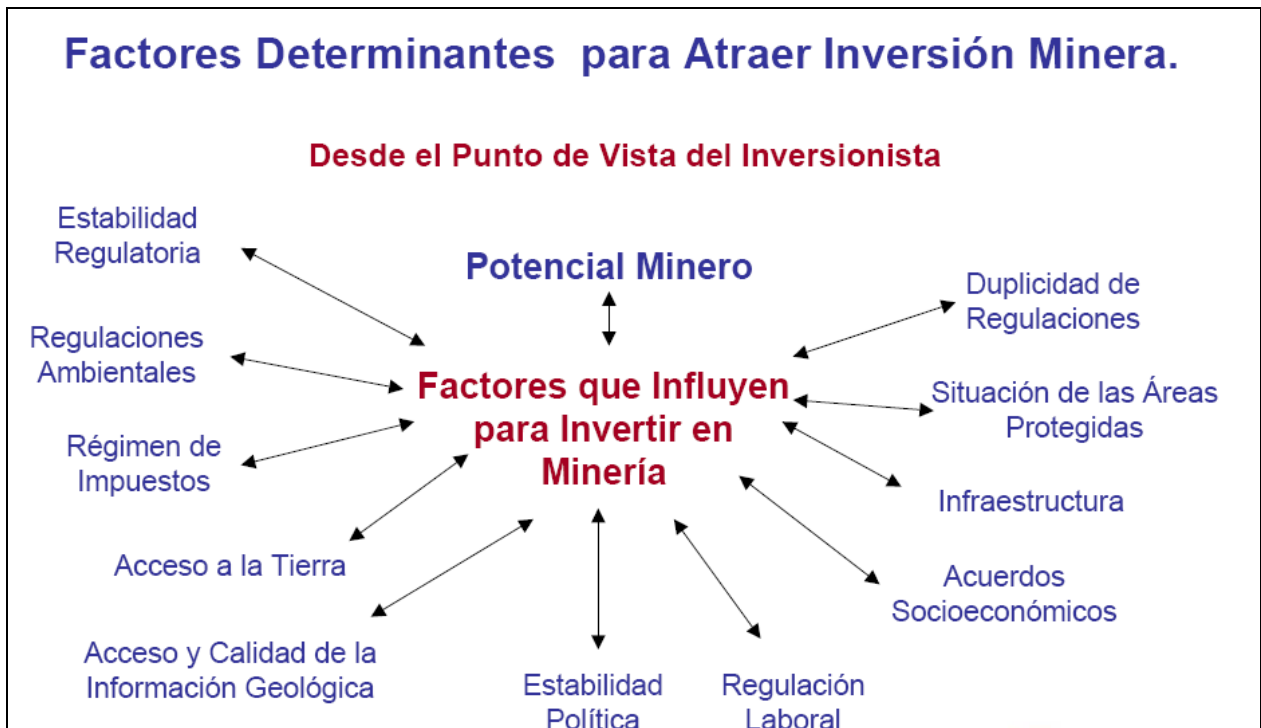 Factores Determinantes para Atraer Inversión Minera.
Desde el Punto de Vista del Inversionista
Estabilidad
Regulatoria
Potencial Minero
Duplicidad de
Regulaciones
Regulaciones
Ambientales
Factores que Influyen
para Invertir en
Minería
Situación de las Áreas
Protegidas
Régimen de
Impuestos
Infraestructura
Acceso a la Tierra
Acuerdos
Socioeconómicos
Acceso y Calidad de la
Información Geológica
Estabilidad
Política
Regulación
Laboral